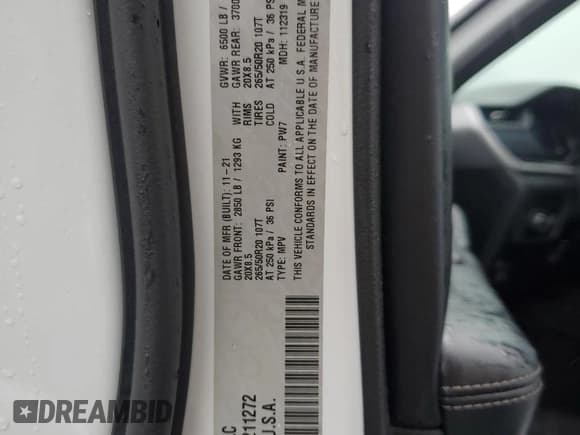 LC
211272
U.S.A.
DATE OF MFR (BUILT): 11-21
GAWR FRONT: 2850 LB / 1293 KG WITH
20X8.5 RIMS
265/50R20 107T TIRES
AT 250 kPa / 36 PSI COLD
TYPE: MPV
PAINT: PW7
GVWR: 6500 LB /
GAWR REAR: 3700
20X8.5
265/50R20 107T
AT 250 kPa / 36 PSI
MDH: 112319
THIS VEHICLE CONFORMS TO ALL APPLICABLE U.S.A. FEDERAL M
STANDARDS IN EFFECT ON THE DATE OF MANUFACTURE
AUTOBIDMASTER